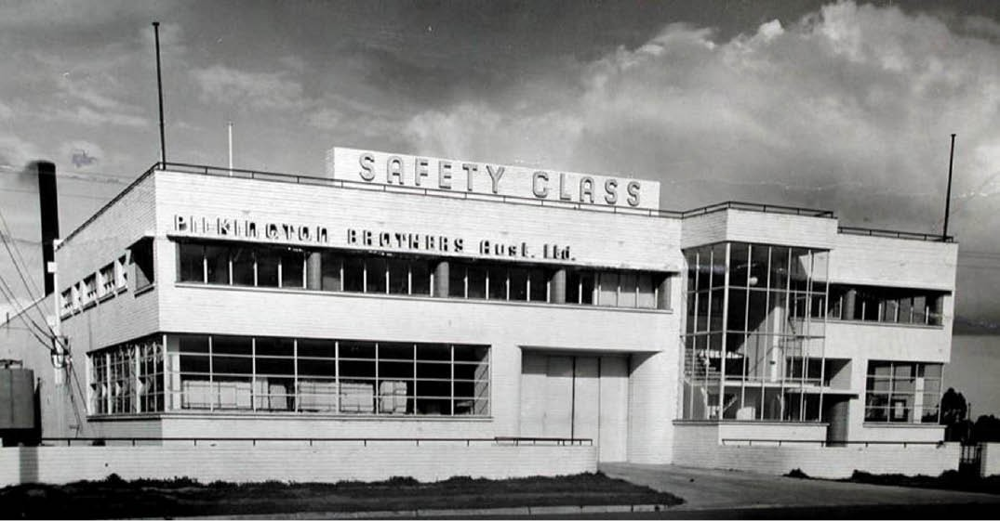 SAFETY GLASS
PILKINGTON BROTHERS Aust. Ltd.